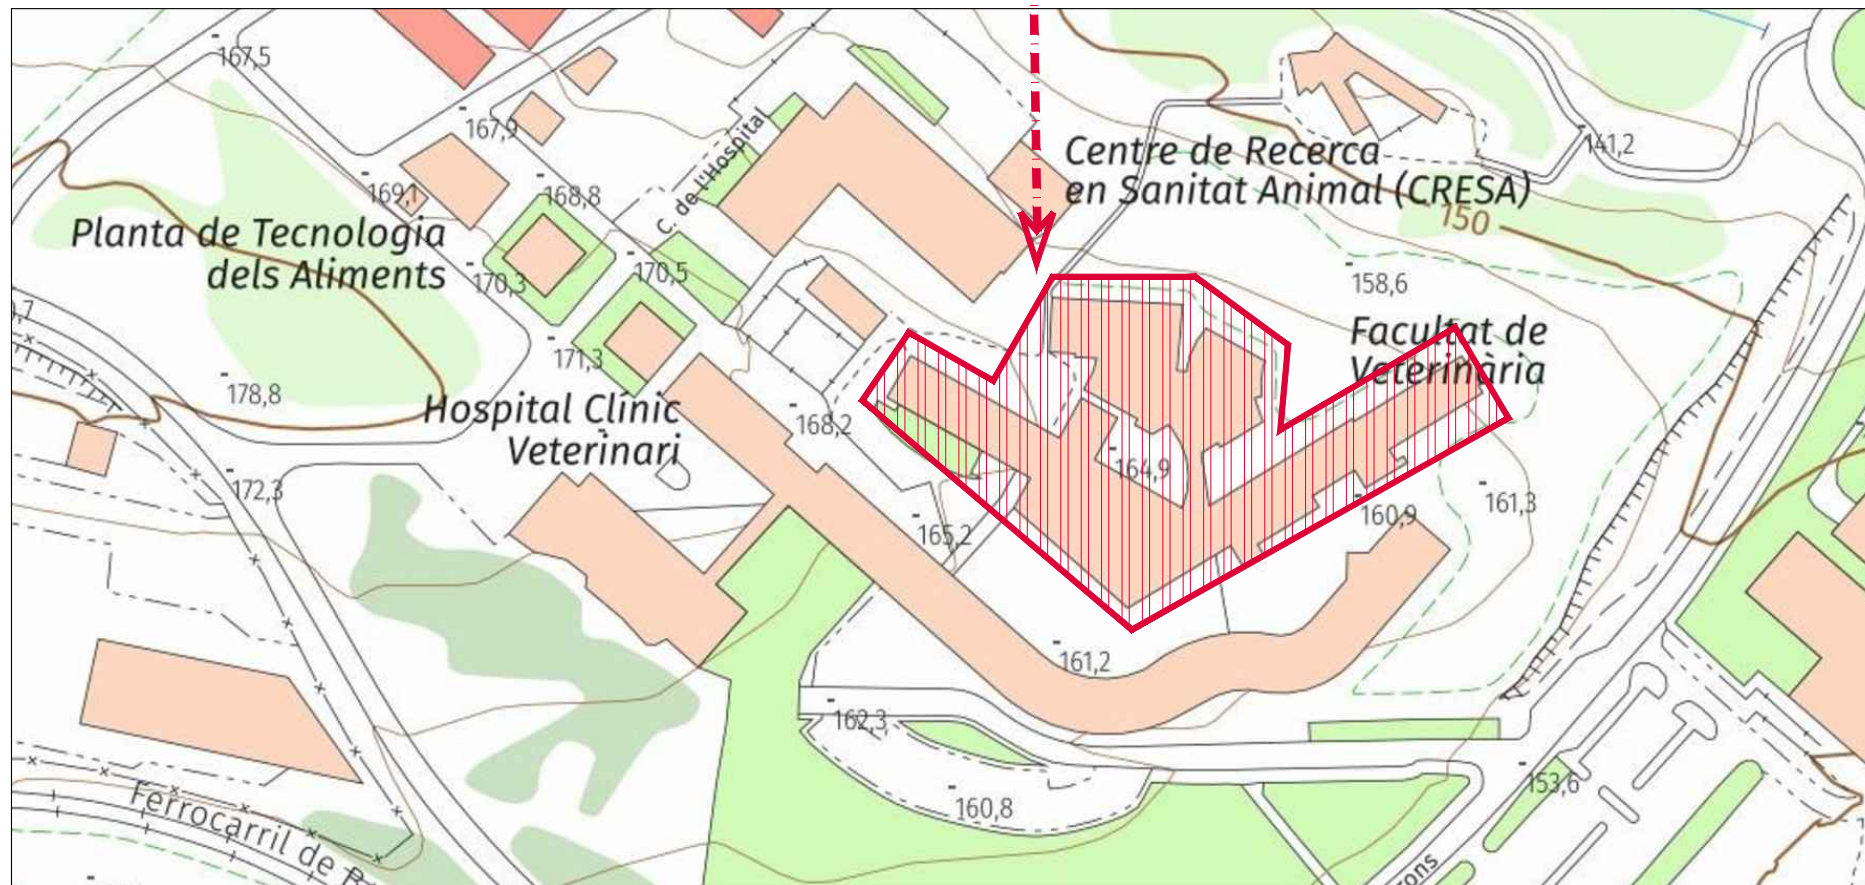 167,5
167,9
C. de l'Hospital
Centre de Recerca
en Sanitat Animal (CRESA)
141,2
169,1
168,8
150
Planta de Tecnologia
dels Aliments
170,3
170,5
158,6
171,3
Facultat de
Veterinària
178,8
Hospital Clínic
Veterinari
168,2
164,9
172,3
165,2
160,9
161,3
161,2
162,3
160,8
153,6
Ferrocarril de